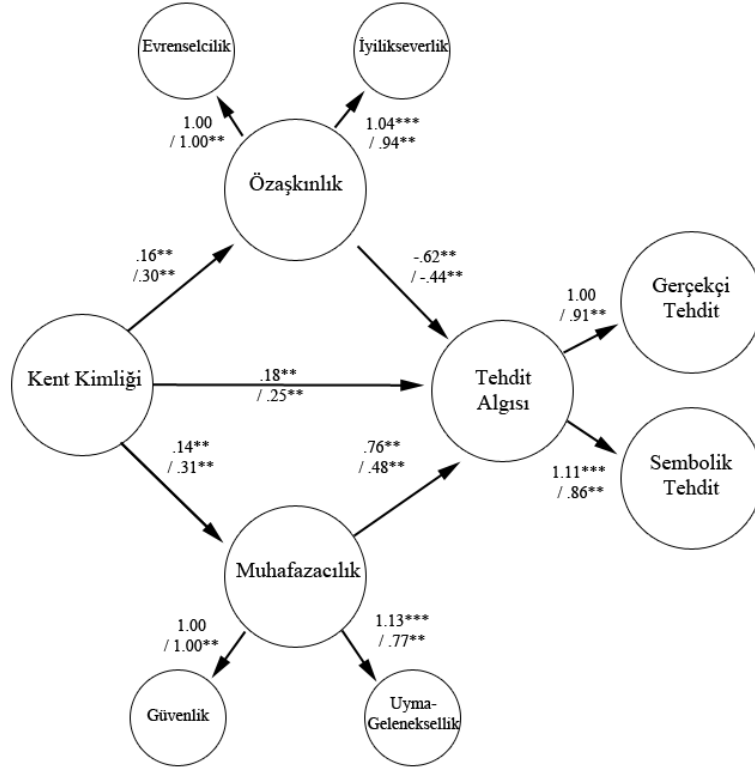 Evrenselcilik
İyilikseverlik
1.00
/ 1.00**
1.04***
/ .94**
Özaşkınlık
.16**
/.30**
-.62**
/ -.44**
Gerçekçi
Tehdit
1.00
/ .91**
Kent Kimliği
.18**
/ .25**
Tehdit
Algısı
.14**
/ .31**
.76**
/ .48**
1.11***
/ .86**
Sembolik
Tehdit
Muhafazacılık
1.00
/ 1.00**
1.13***
/ .77**
Güvenlik
Uyma-
Geleneksellik